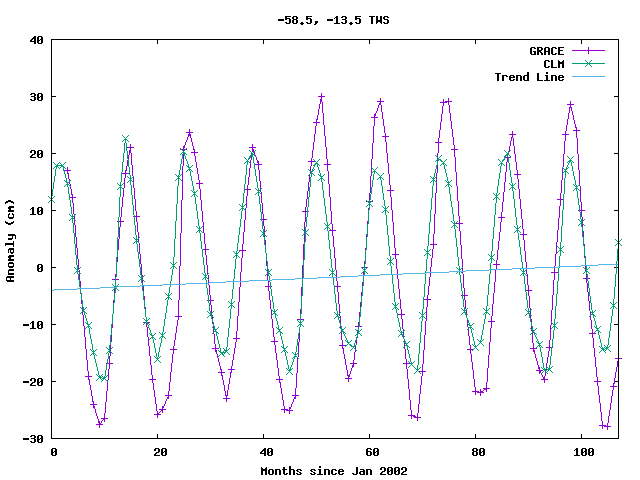 -58.5, -13.5 TWS
GRACE
CLM
Trend Line
Anomaly (cm)
40
30
20
10
0
-10
-20
-30
0 20 40 60 80 100
Months since Jan 2002